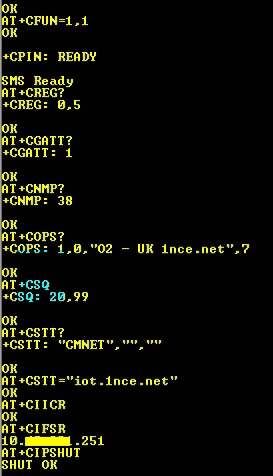 OK
AT+CFUN=1,1
OK
+CPIN: READY
SMS Ready
AT+CREG?
+CREG: 0,5
OK
AT+CGATT?
+CGATT: 1
OK
AT+CNMP?
+CNMP: 38
OK
AT+COPS?
+COPS: 1,0,"O2 - UK 1nce.net",7
OK
AT+CSQ
+CSQ: 20,99
OK
AT+CSTT?
+CSTT: "CMNET","",""
OK
AT+CSTT="iot.1nce.net"
OK
AT+CIICR
OK
AT+CIFSR
10. .251
AT+CIPSHUT
SHUT OK